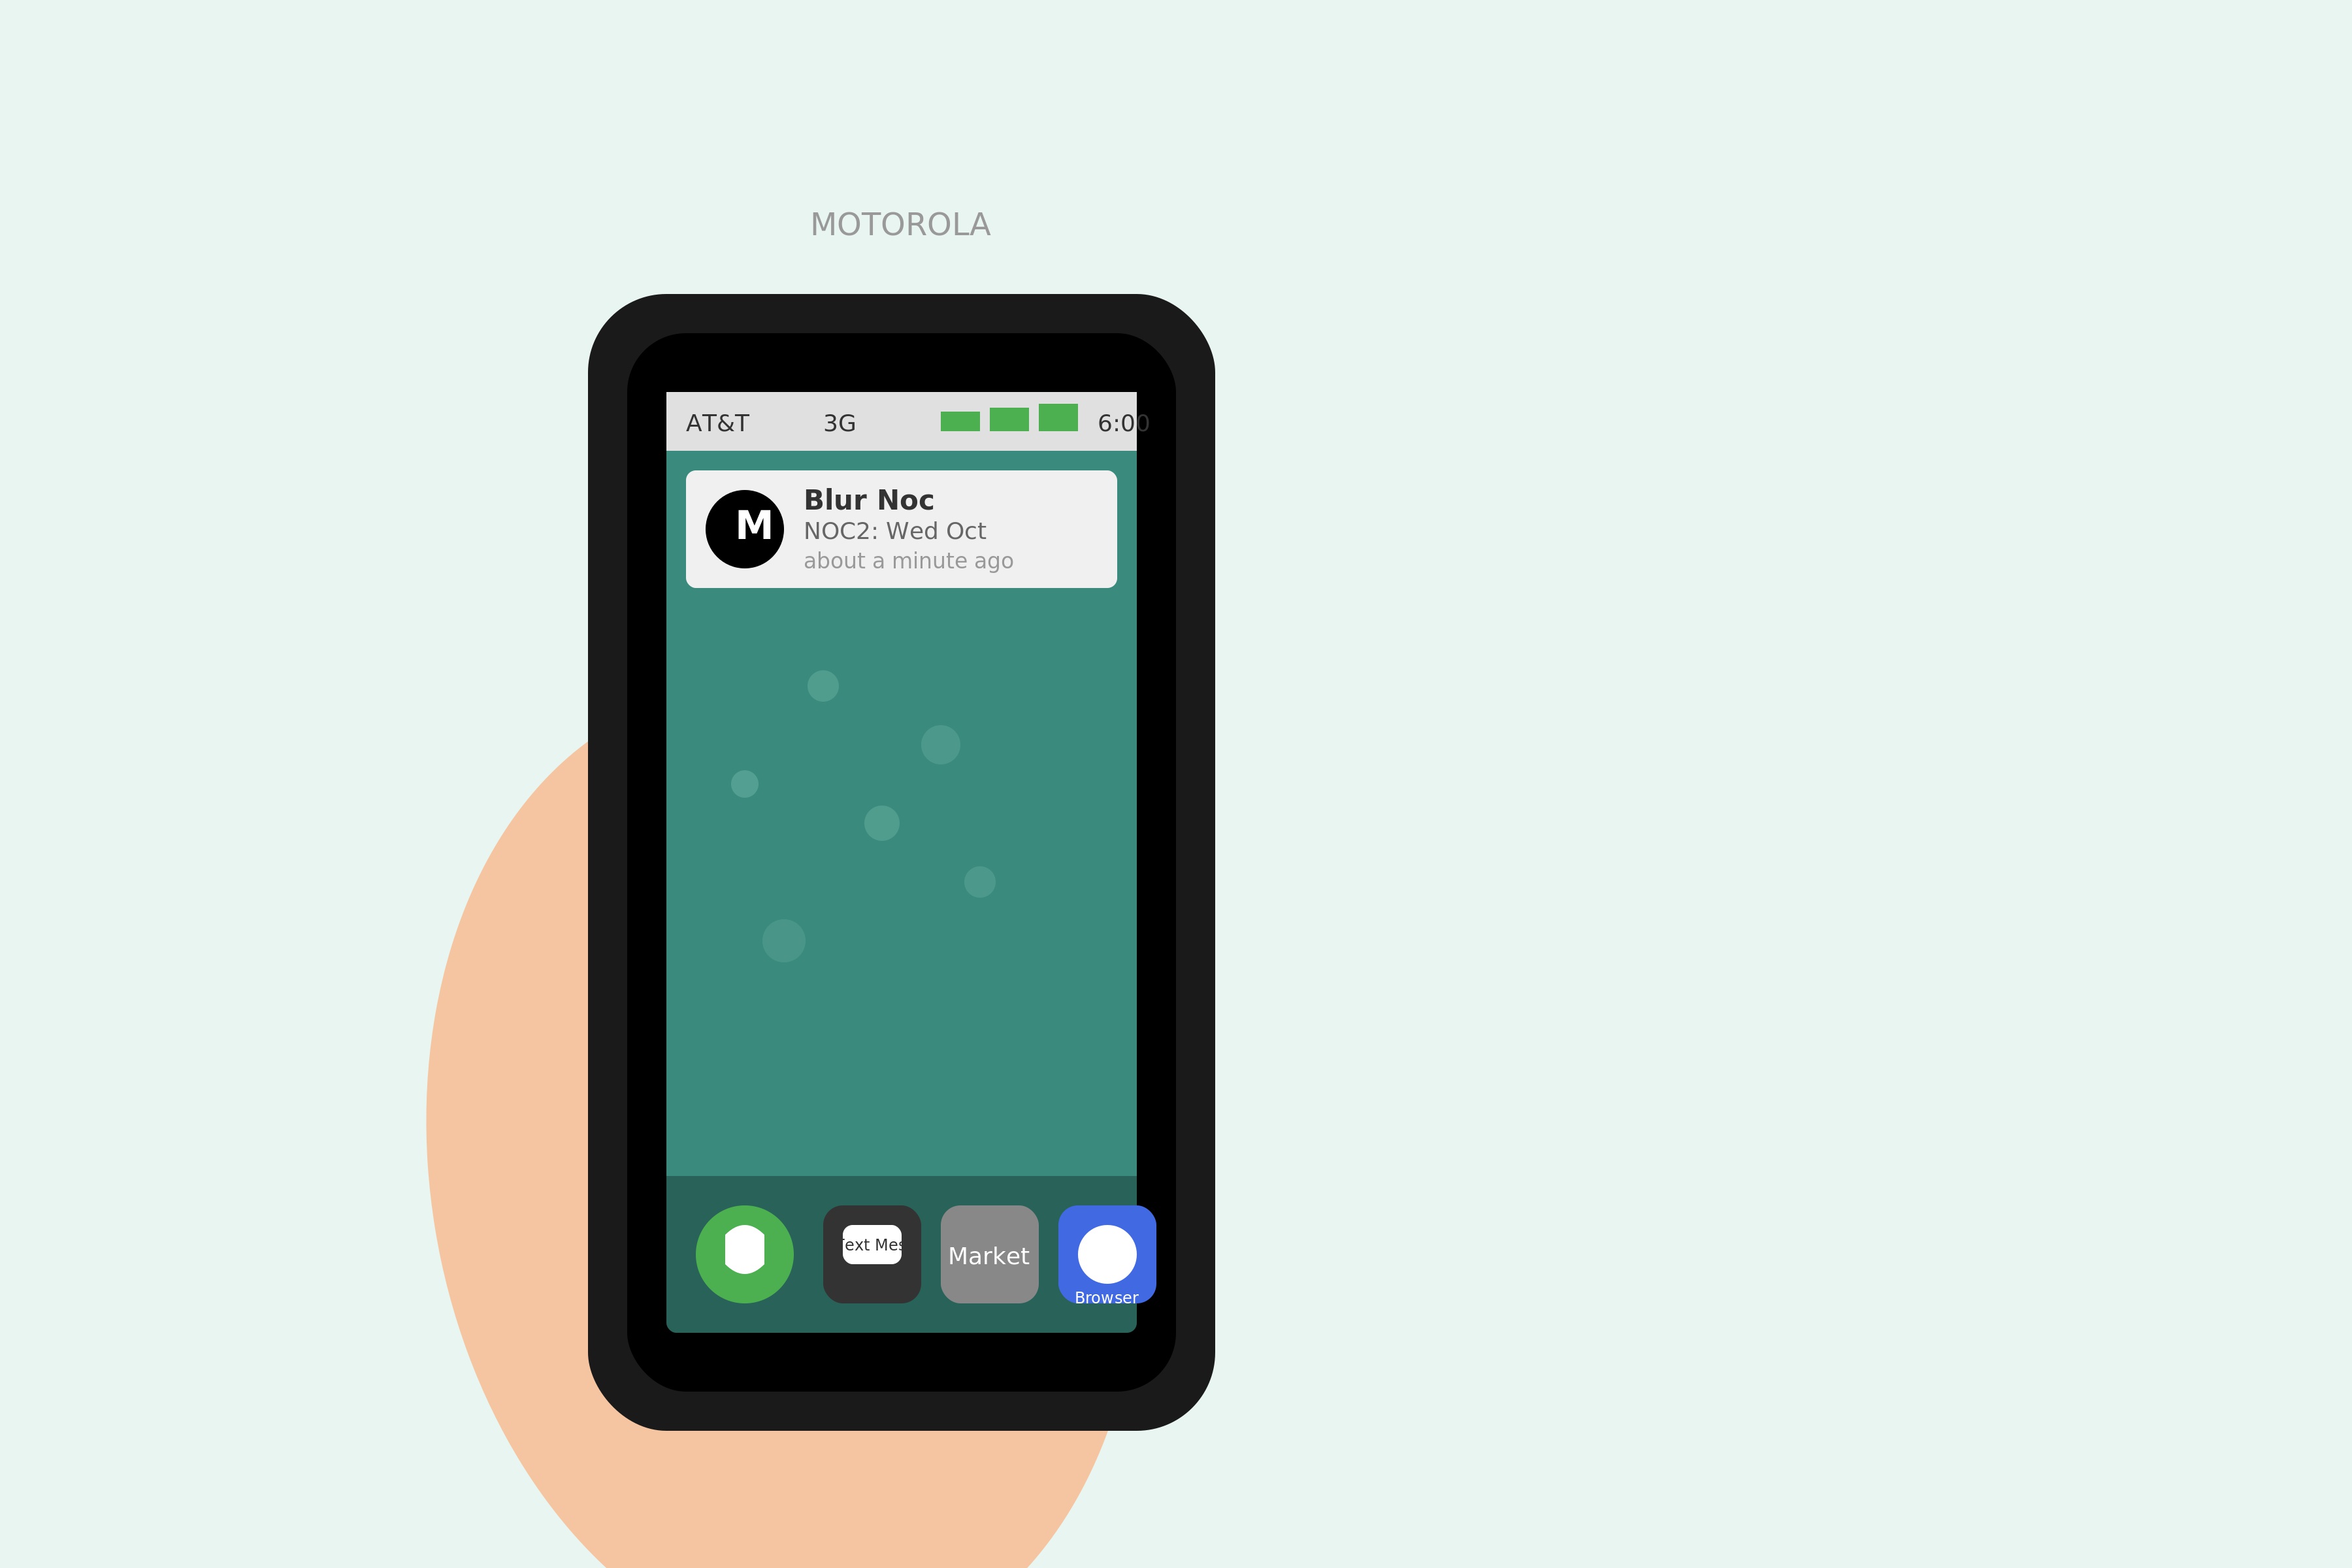 MOTOROLA
AT&T 3G 6:00
M
Blur Noc
NOC2: Wed Oct
about a minute ago
Text Mes
Market
Browser